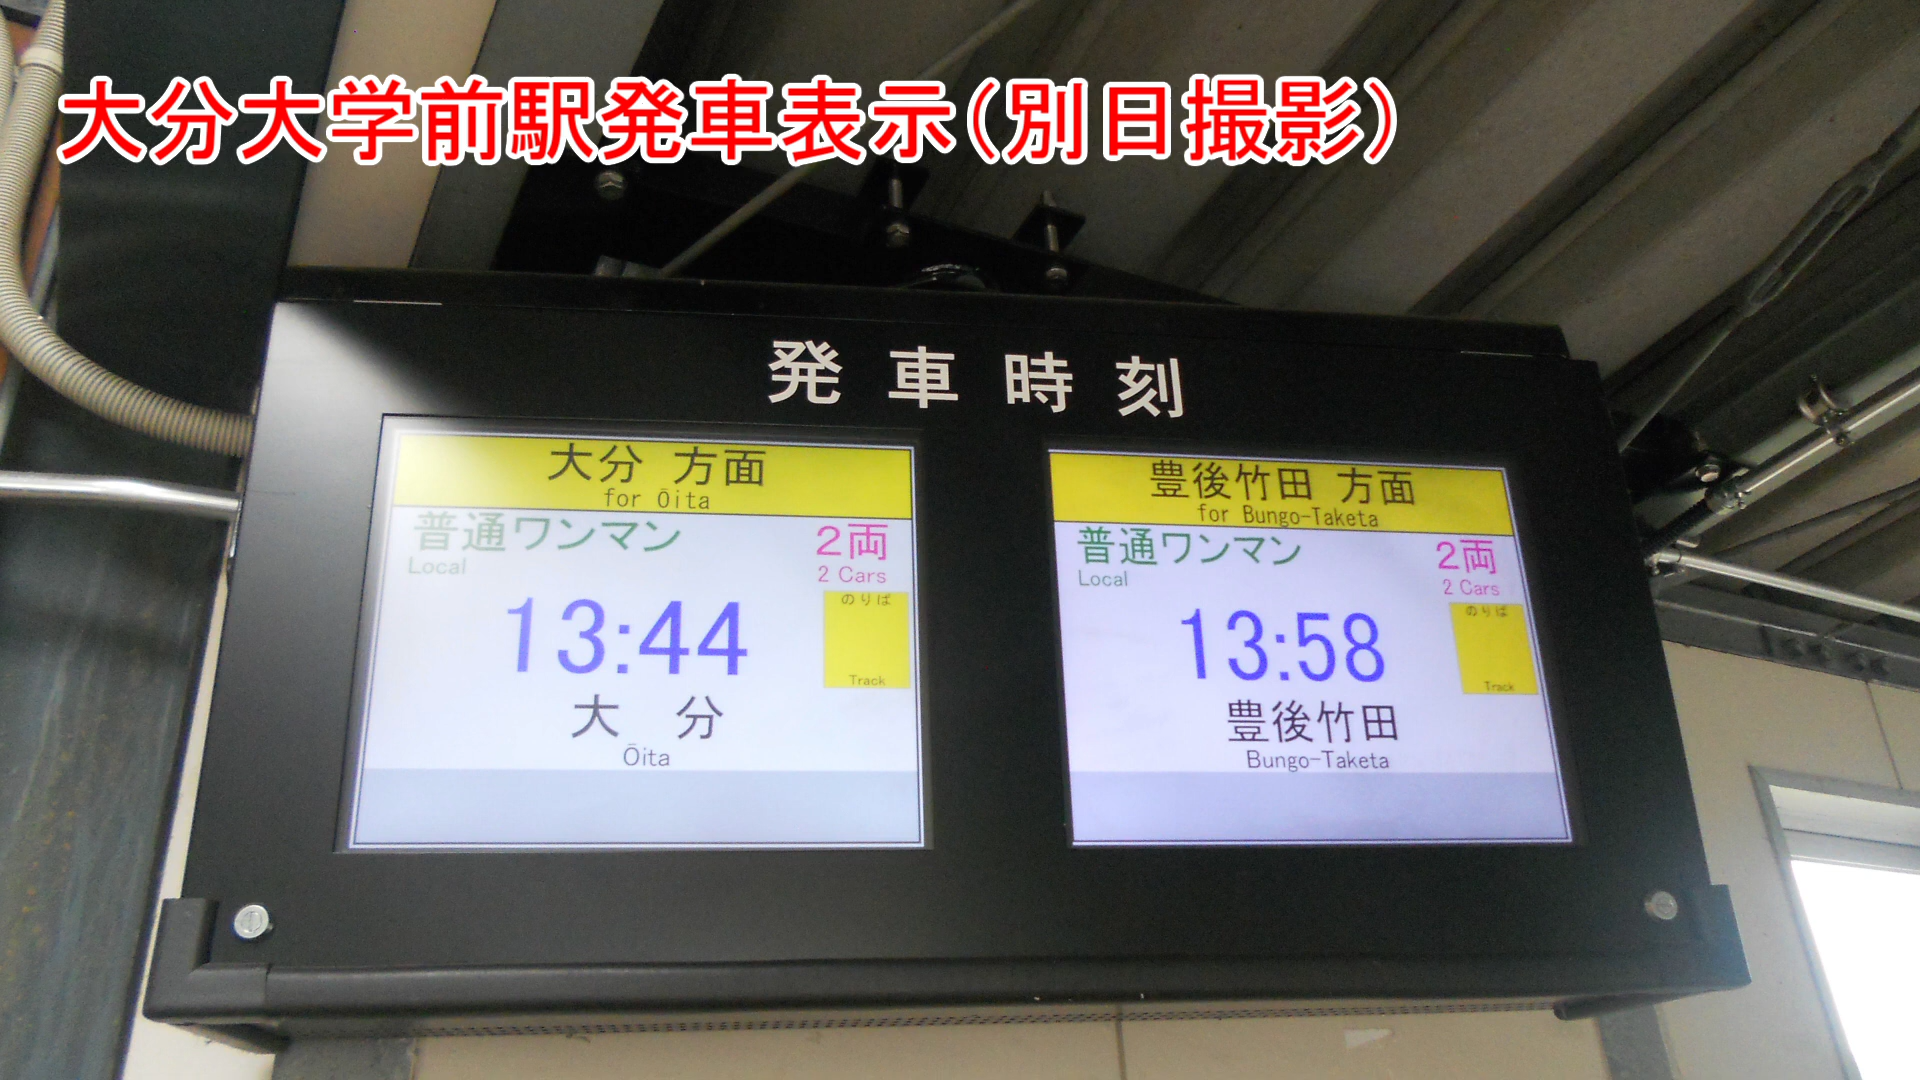 大分大学前駅発車表示（別日撮影）
発車時刻
大分 方面
for Ōita
普通ワンマン
2両
Local
2 Cars
のりば
13:44
Track
大 分
Ōita
豊後竹田 方面
for Bungo-Taketa
普通ワンマン
2両
Local
2 Cars
のりば
13:58
Track
豊後竹田
Bungo-Taketa